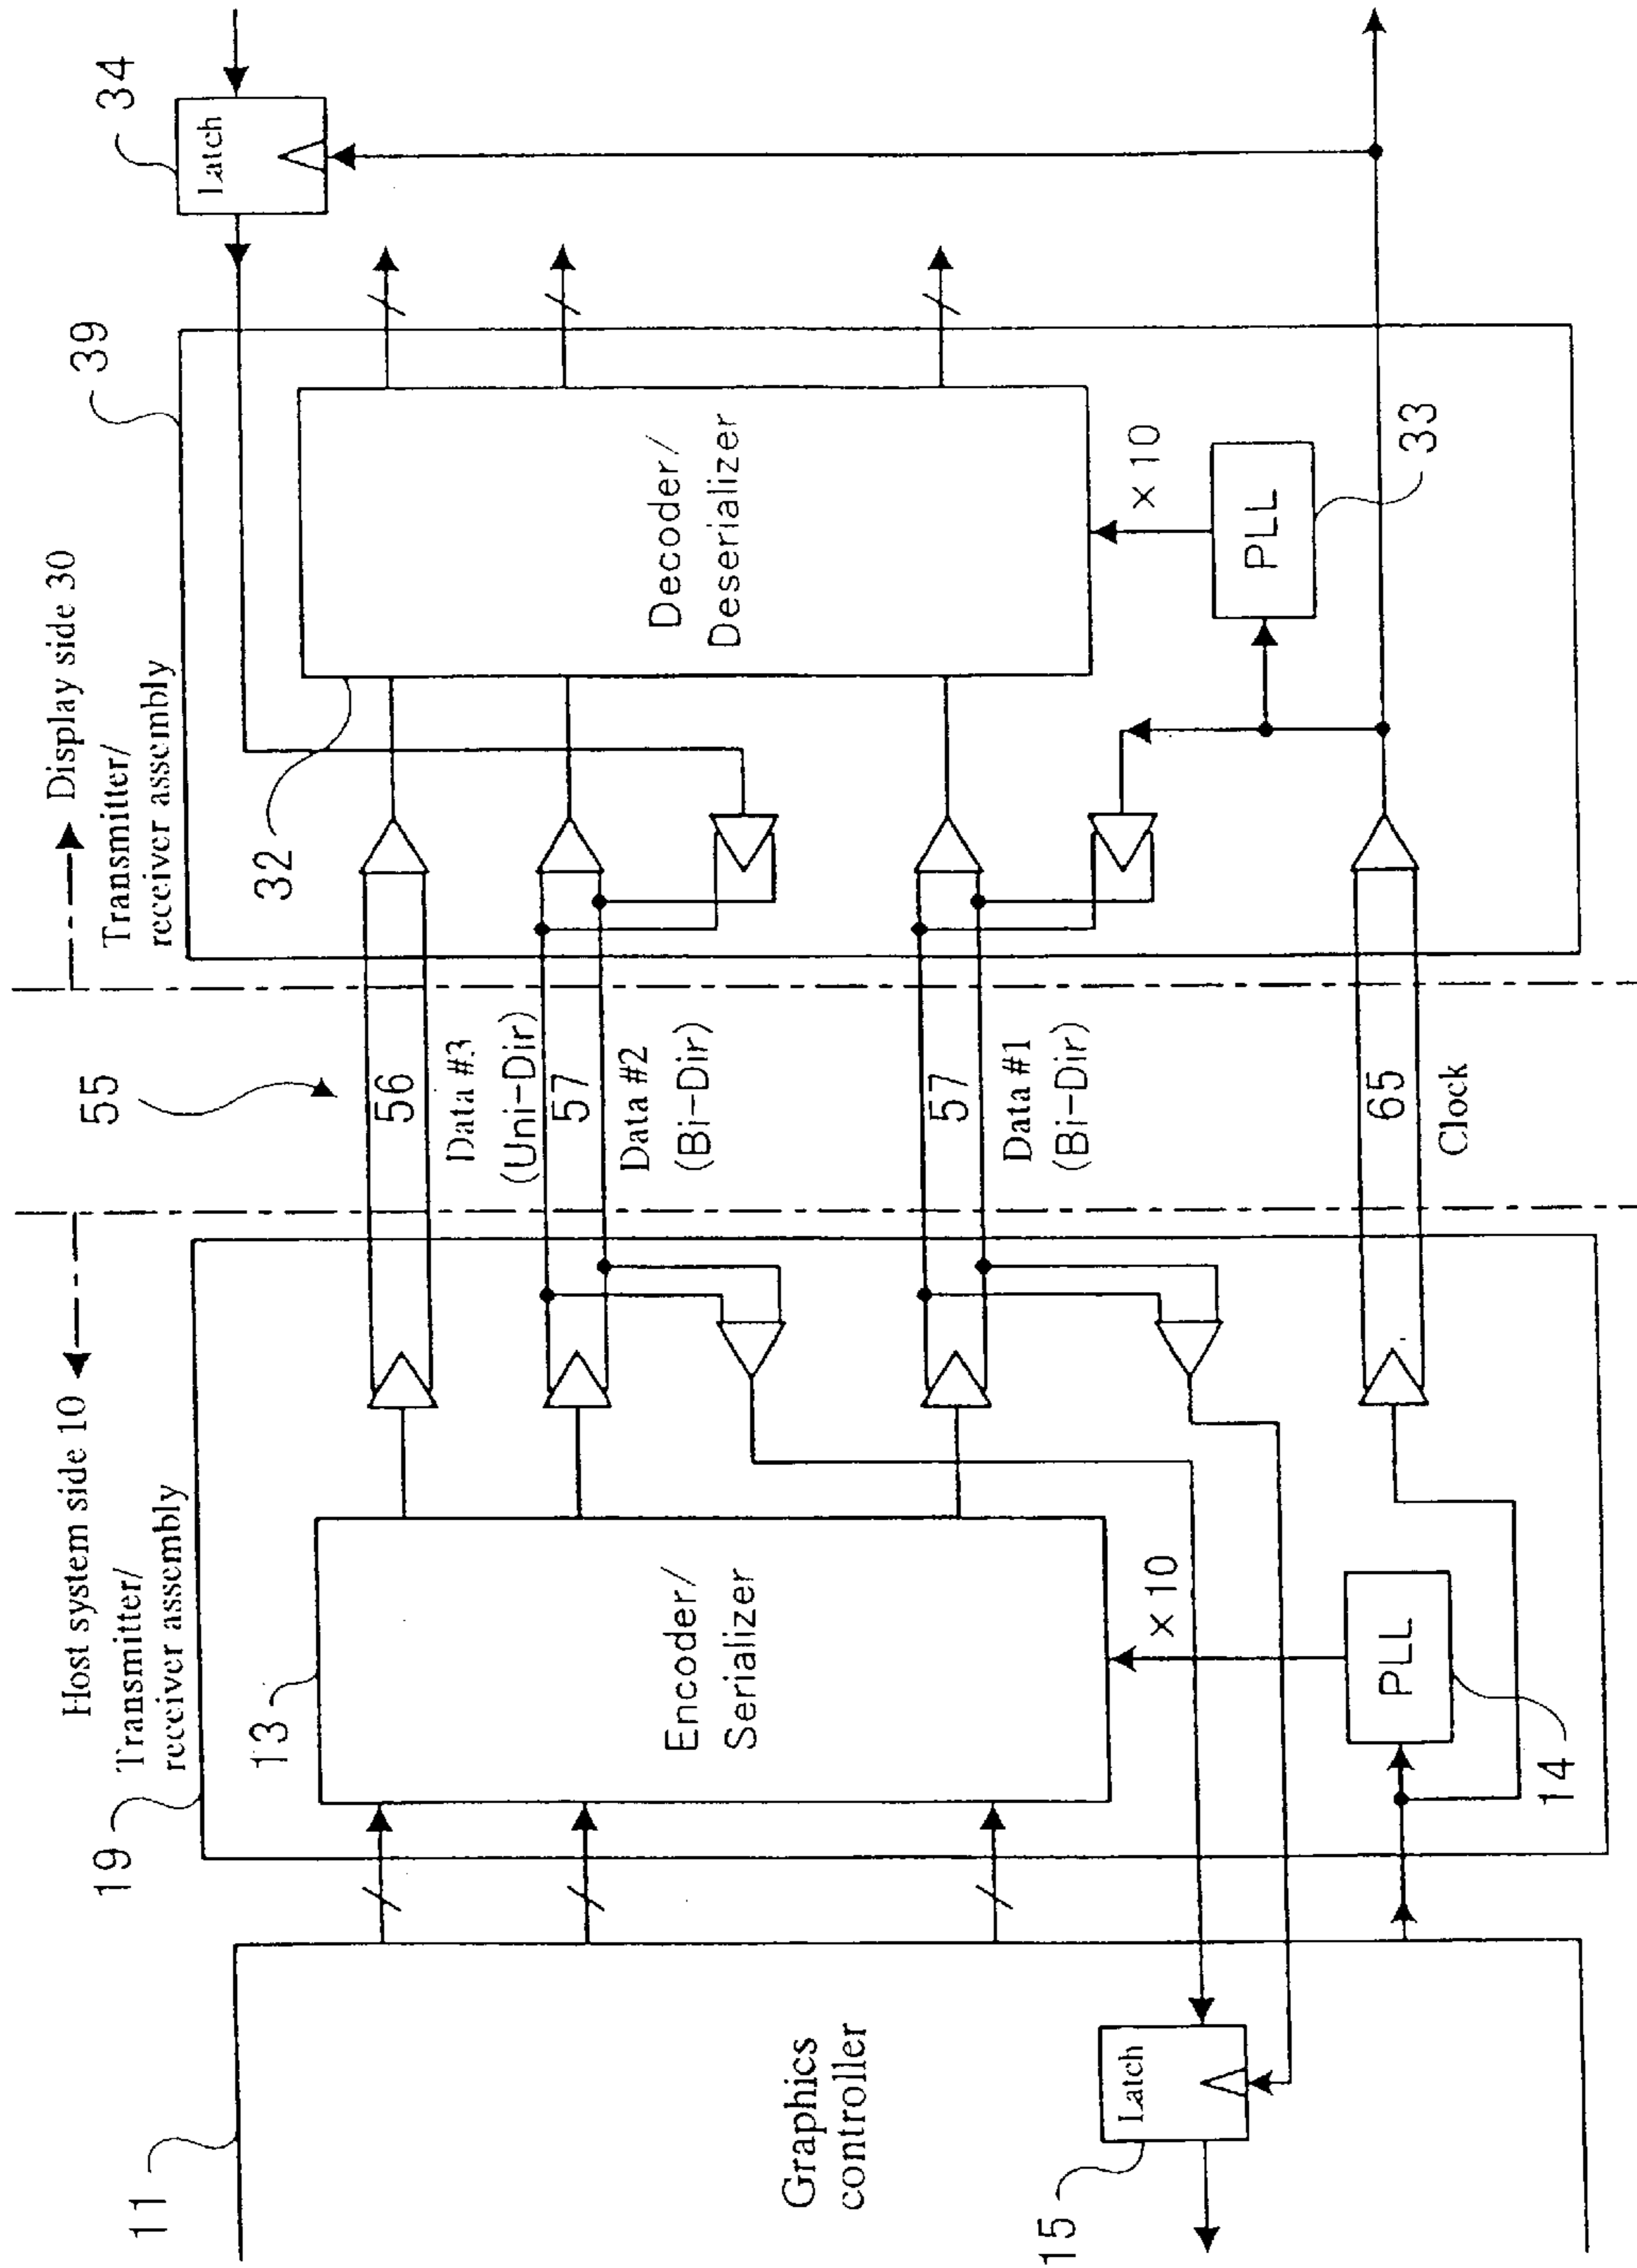 Host system side 10
Display side 30
55
11
19
Transmitter/
receiver assembly
Transmitter/
receiver assembly
39
34
Latch
13
Encoder/
Serializer
56
Data #3
(Uni-Dir)
57
Data #2
(Bi-Dir)
57
Data #1
(Bi-Dir)
65
Clock
32
Decoder/
Deserializer
Graphics
controller
Latch
15
× 10
PLL
14
× 10
PLL
33